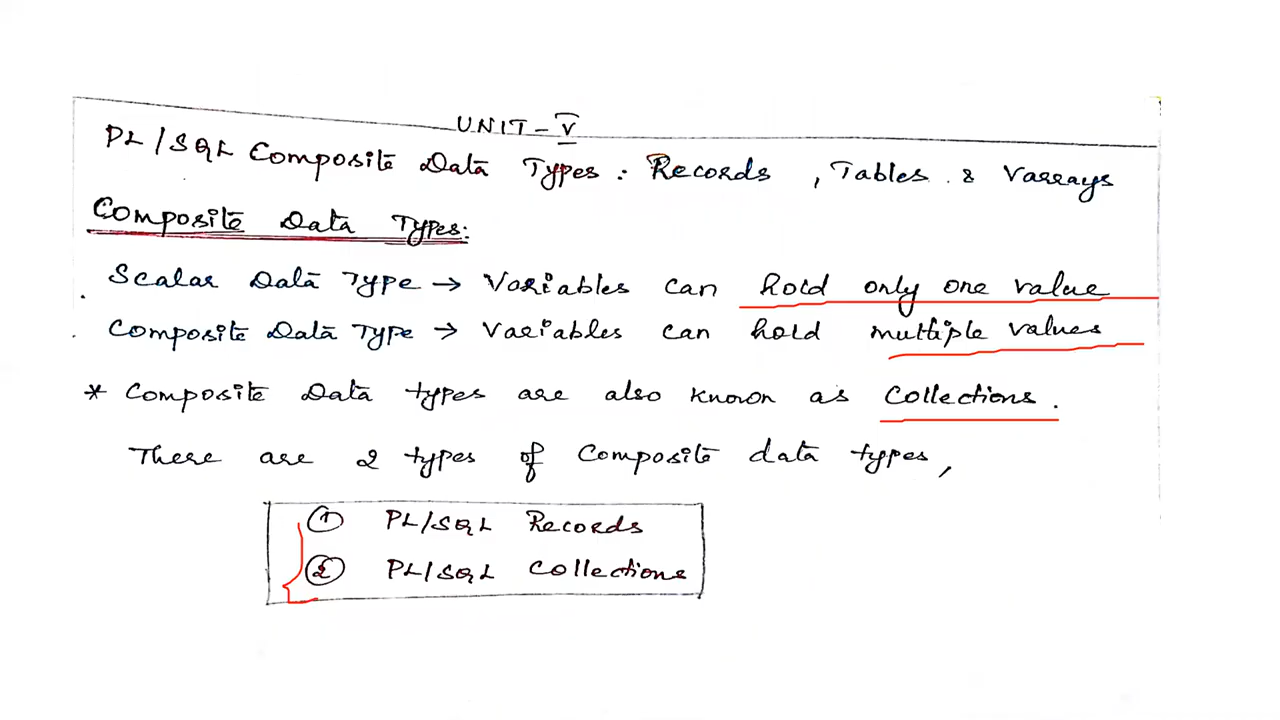 UNIT - V
PL/SQL Composite Data Types : Records , Tables & Varrays
Composite Data Types:
Scalar Data Type → Variables can hold only one value
Composite Data Type → Variables can hold multiple values
* Composite Data types are also known as Collections.
There are 2 types of Composite data types,
① PL/SQL Records
② PL/SQL Collections